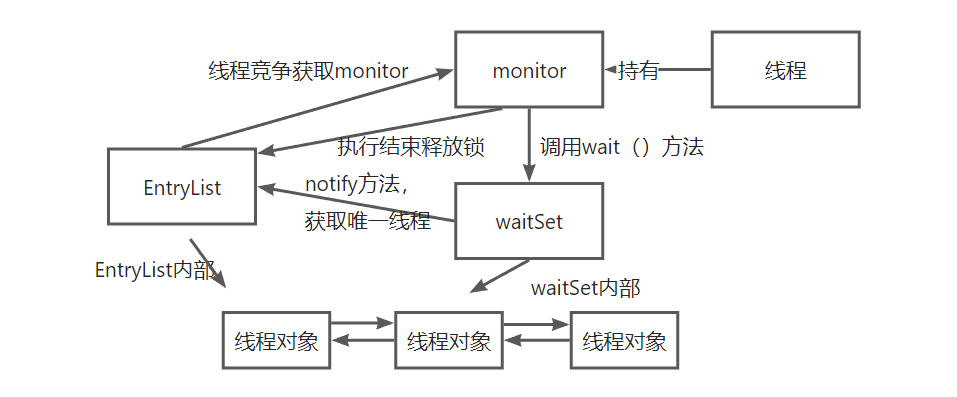 线程竞争获取monitor
monitor
持有
线程
执行结束释放锁
调用wait（）方法
EntryList
notify方法，
获取唯一线程
waitSet
EntryList内部
waitSet内部
线程对象
线程对象
线程对象